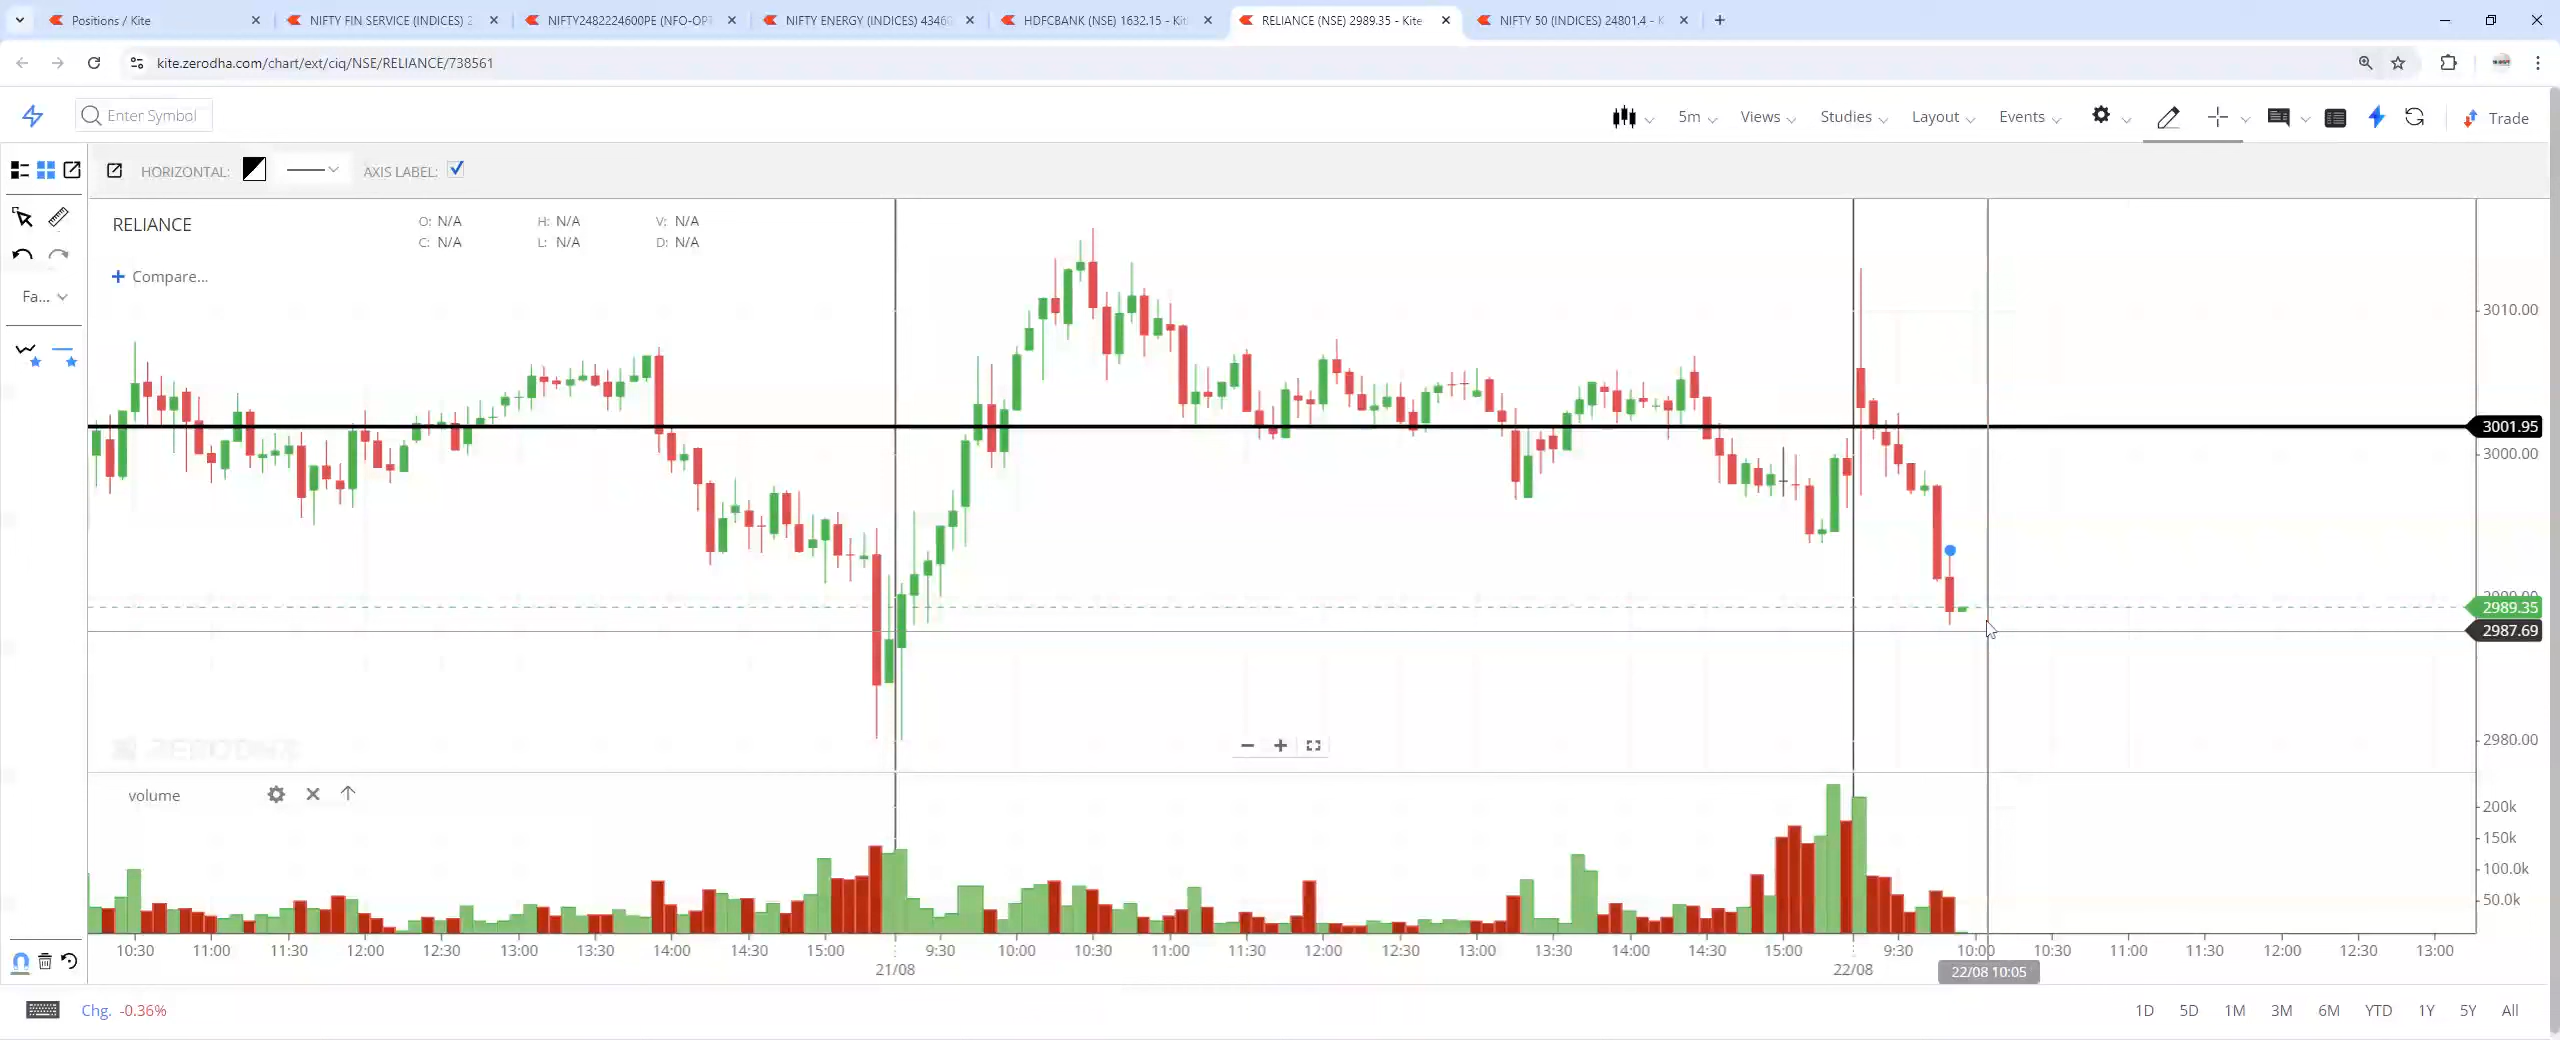 Positions / Kite
NIFTY FIN SERVICE (INDICES) 2
NIFTY2482224600PE (NFO-OPT
NIFTY ENERGY (INDICES) 43460
HDFCBANK (NSE) 1632.15 - Kit
RELIANCE (NSE) 2989.35 - Kite
NIFTY 50 (INDICES) 24801.4 - K
kite.zerodha.com/chart/ext/ciq/NSE/RELIANCE/738561
Enter Symbol
5m
Views
Studies
Layout
Events
Trade
HORIZONTAL:
AXIS LABEL:
RELIANCE
O: N/A
H: N/A
V: N/A
C: N/A
L: N/A
D: N/A
+ Compare...
Fa...
3010.00
3001.95
3000.00
2989.35
2987.69
2980.00
ZERODHA
volume
200k
150k
100.0k
50.0k
10:30 11:00 11:30 12:00 12:30 13:00 13:30 14:00 14:30 15:00 9:30 10:00 10:30 11:00 11:30 12:00 12:30 13:00 13:30 14:00 14:30 15:00 9:30 10:00 10:30 11:00 11:30 12:00 12:30 13:00
21/08
22/08
22/08 10:05
Chg. -0.36%
1D 5D 1M 3M 6M YTD 1Y 5Y All